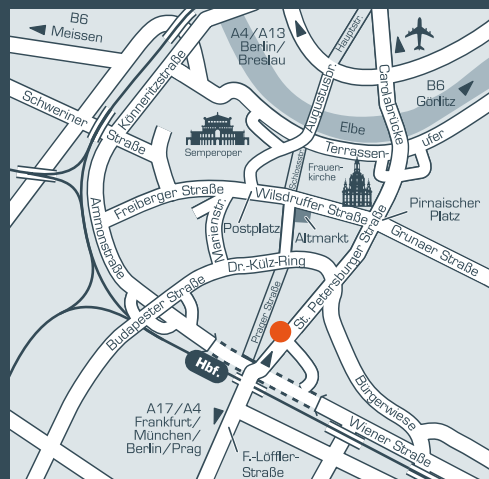 B6
Meissen
A4/A13
Berlin/
Breslau
Hauptstr.
Augustusbr.
Carolabrücke
B6
Görlitz
Schweriner
Straße
Könneritzstraße
Semperoper
Elbe
Terrassen-
ufer
Schlossstr.
Frauen-
kirche
Freiberger Straße
Wilsdruffer Straße
Pirnaischer
Platz
Ammonstraße
Marienstr.
Postplatz
Altmarkt
Grunaer Straße
Dr.-Külz-Ring
Budapester Straße
Prager Straße
St. Petersburger Straße
Hbf.
Bürgerwiese
A17/A4
Frankfurt/
München/
Berlin/Prag
Wiener Straße
F.-Löffler-
Straße